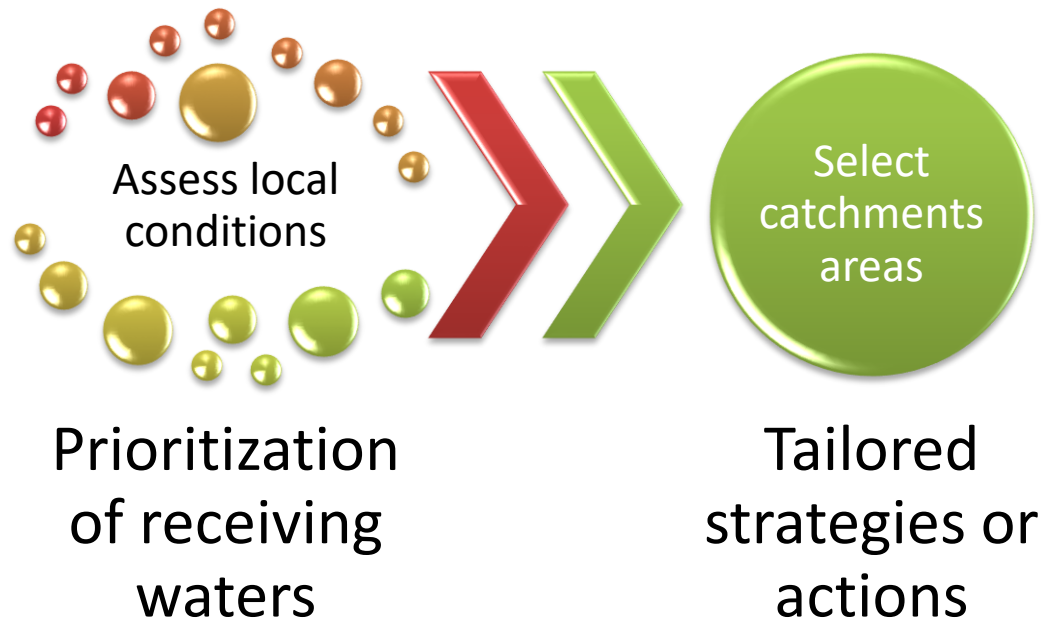 Assess local
conditions
Select
catchments
areas
Prioritization
of receiving
waters
Tailored
strategies or
actions